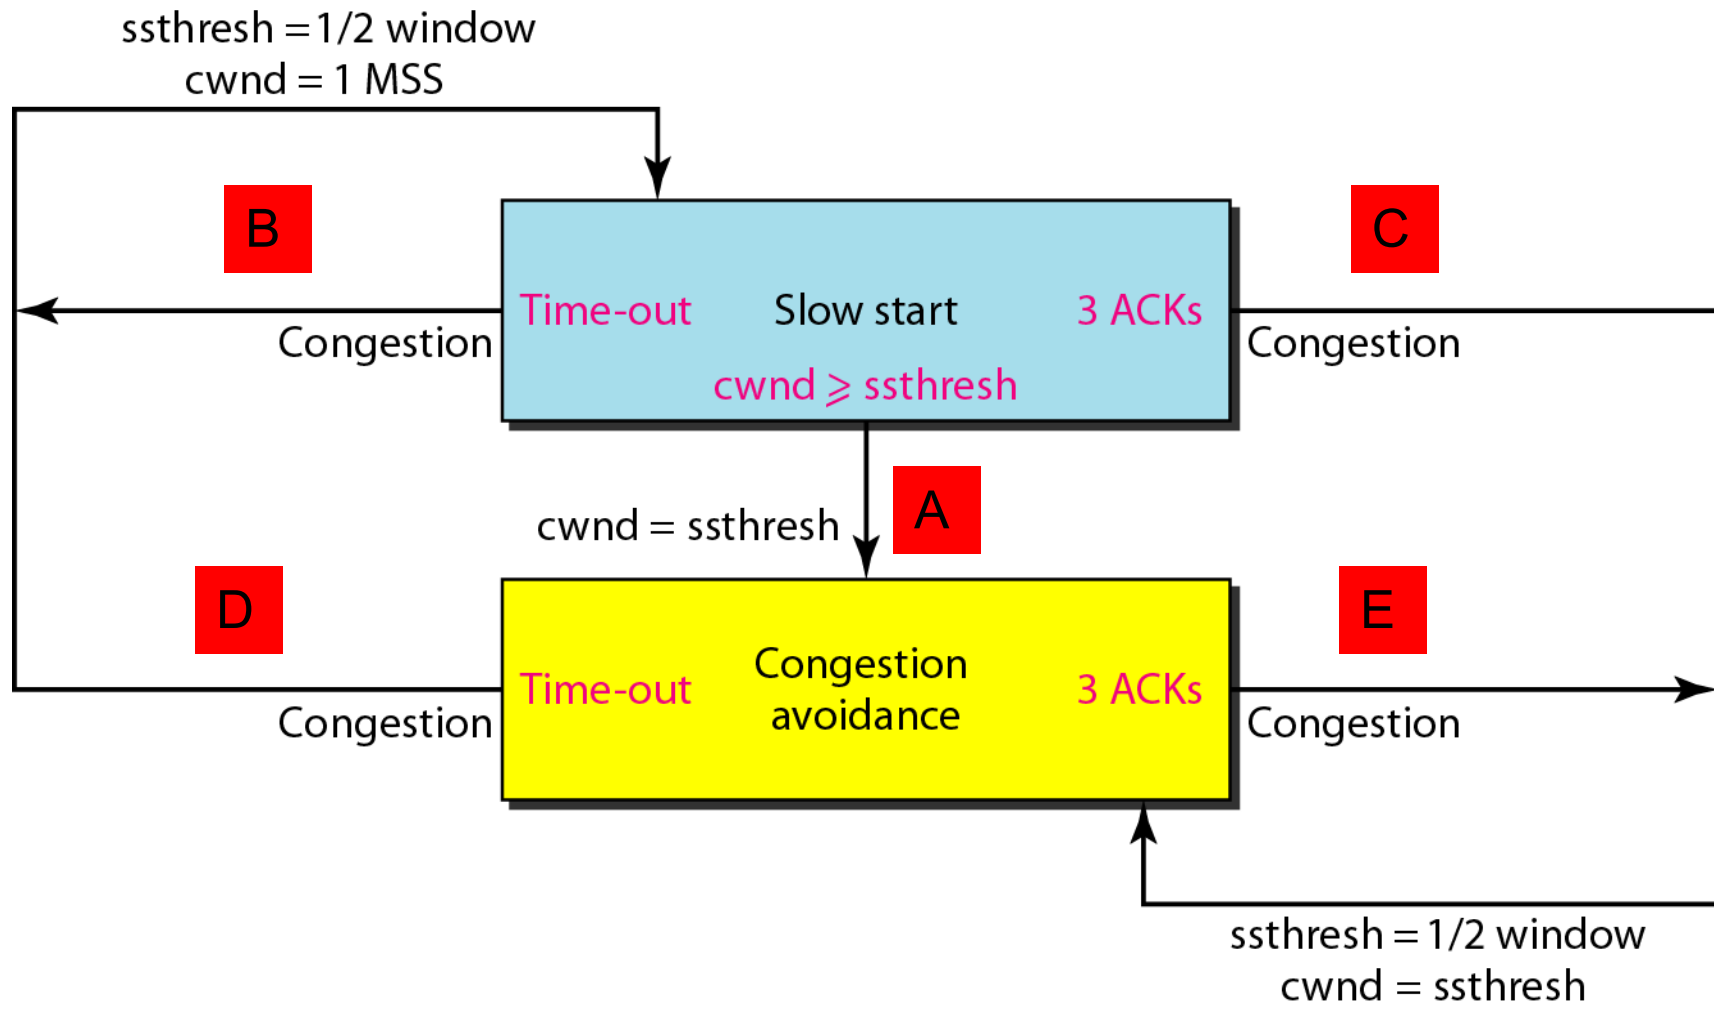 ssthresh = 1/2 window
cwnd = 1 MSS
B
C
Time-out
Slow start
3 ACKs
Congestion
Congestion
cwnd ⩾ ssthresh
A
cwnd = ssthresh
D
E
Time-out
Congestion
avoidance
3 ACKs
Congestion
Congestion
ssthresh = 1/2 window
cwnd = ssthresh